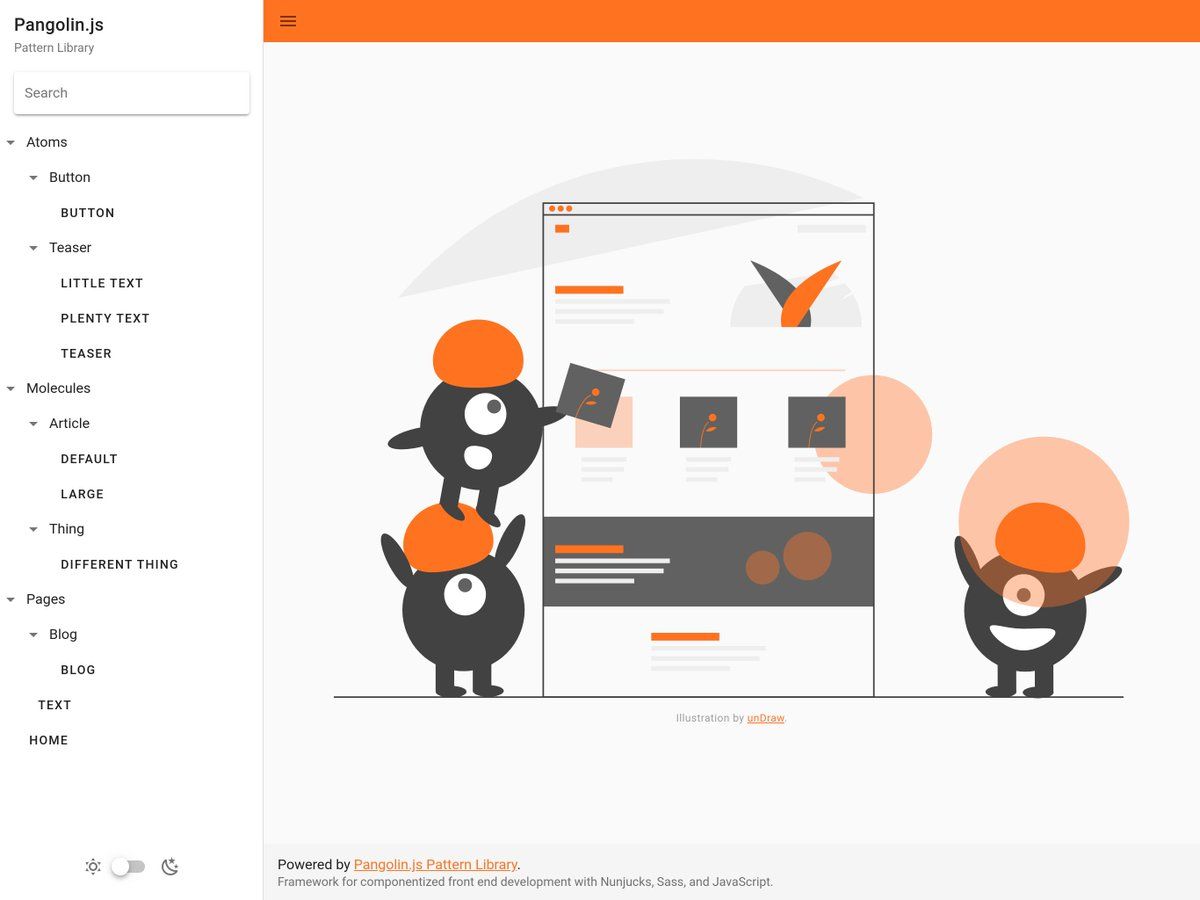 Pangolin.js
Pattern Library
Search
Atoms
Button
BUTTON
Teaser
LITTLE TEXT
PLENTY TEXT
TEASER
Molecules
Article
DEFAULT
LARGE
Thing
DIFFERENT THING
Pages
Blog
BLOG
TEXT
HOME
Illustration by unDraw.
Powered by Pangolin.js Pattern Library.
Framework for componentized front end development with Nunjucks, Sass, and JavaScript.